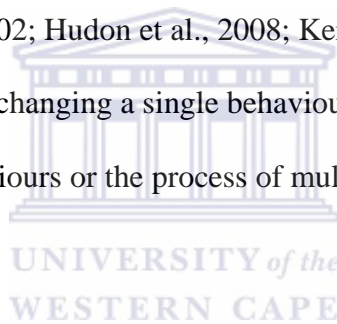 02; Hudon et al., 2008; Ke
changing a single behaviou
iours or the process of mul
UNIVERSITY of the
WESTERN CAPE